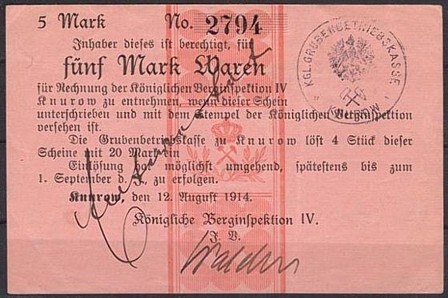 5 Mark No. 2794
Inhaber dieses ist berechtigt, für
fünf Mark Waren
für Rechnung der Königlichen Berginspektion IV
Knurow zu entnehmen, wenn dieser Schein
unterschrieben und mit dem Stempel der Königlichen Berginspektion
versehen ist.
Die Grubenbetriebskasse zu Knurow löst 4 Stück dieser
Scheine mit 20 Mark ein
Einlösung hat möglichst umgehend, spätestens bis zum
1. September d. J., zu erfolgen.
Knurow, den 12. August 1914.
Königliche Berginspektion IV.
J. V.
KGL. GRUBENBETRIEBSKASSE
KNUROW